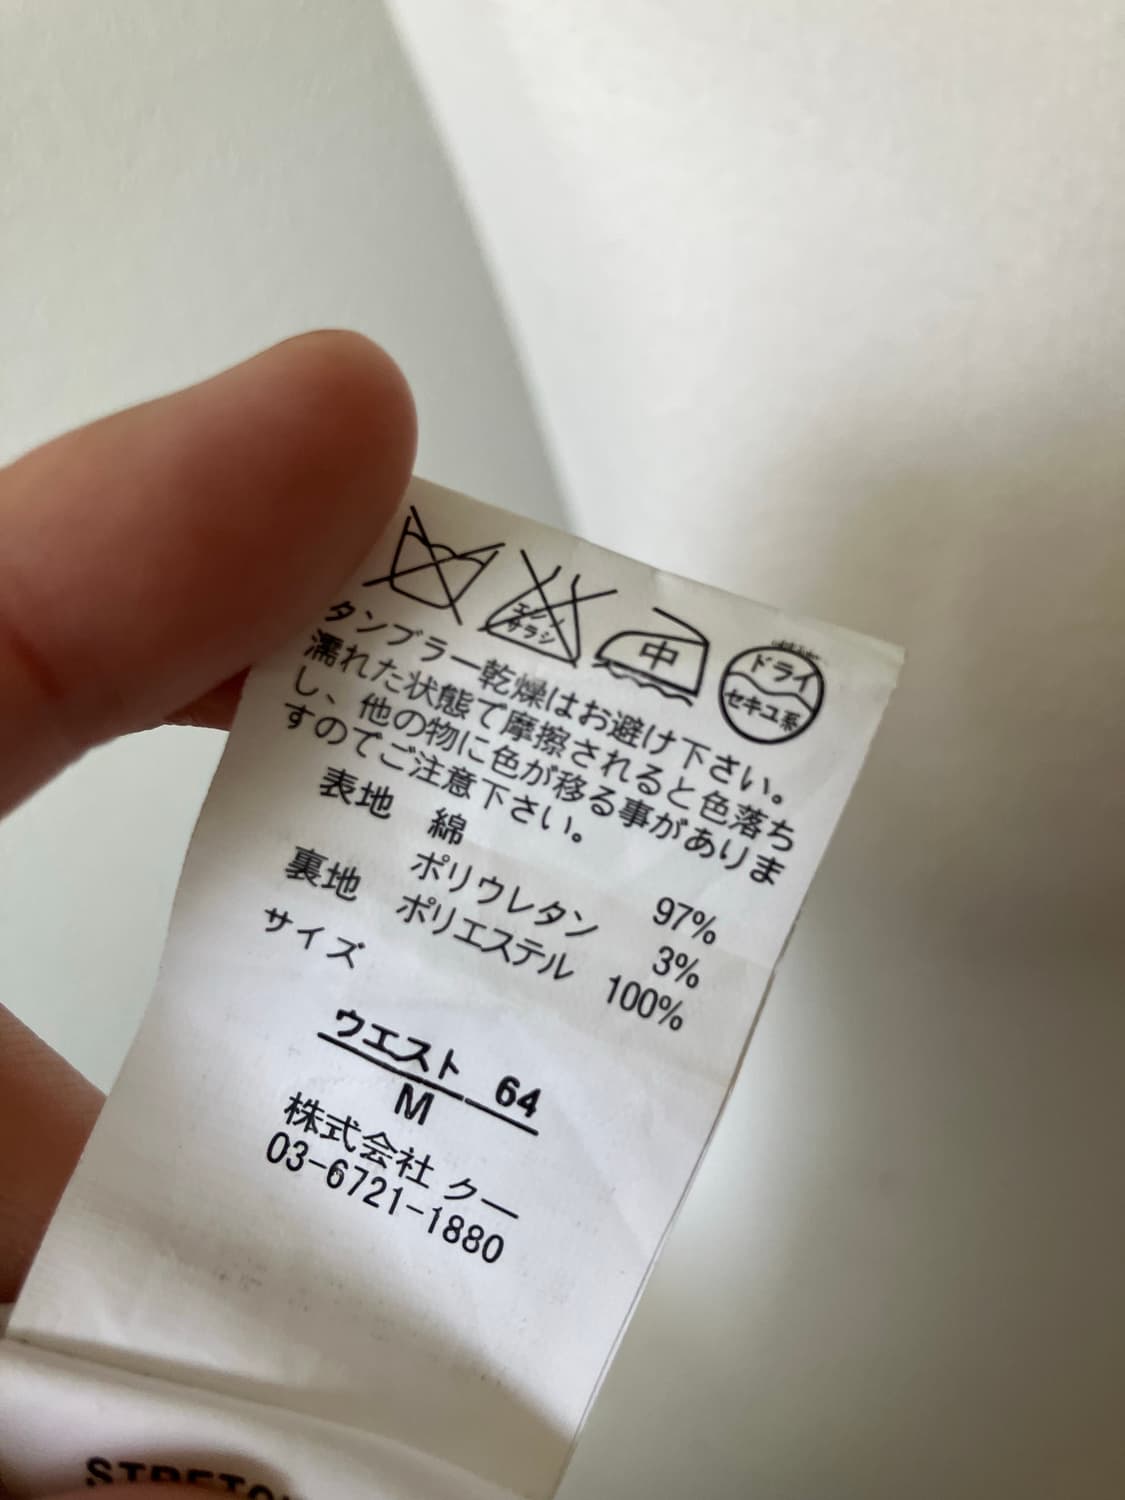 エンソ
サラシ
中
ドライ
セキユ系
タンブラー乾燥はお避け下さい。
濡れた状態で摩擦されると色落ち
し、他の物に色が移る事がありま
すのでご注意下さい。
表地 綿 97%
ポリウレタン 3%
裏地 ポリエステル 100%
サイズ
ウエスト 64
M
株式会社 クー
03-6721-1880